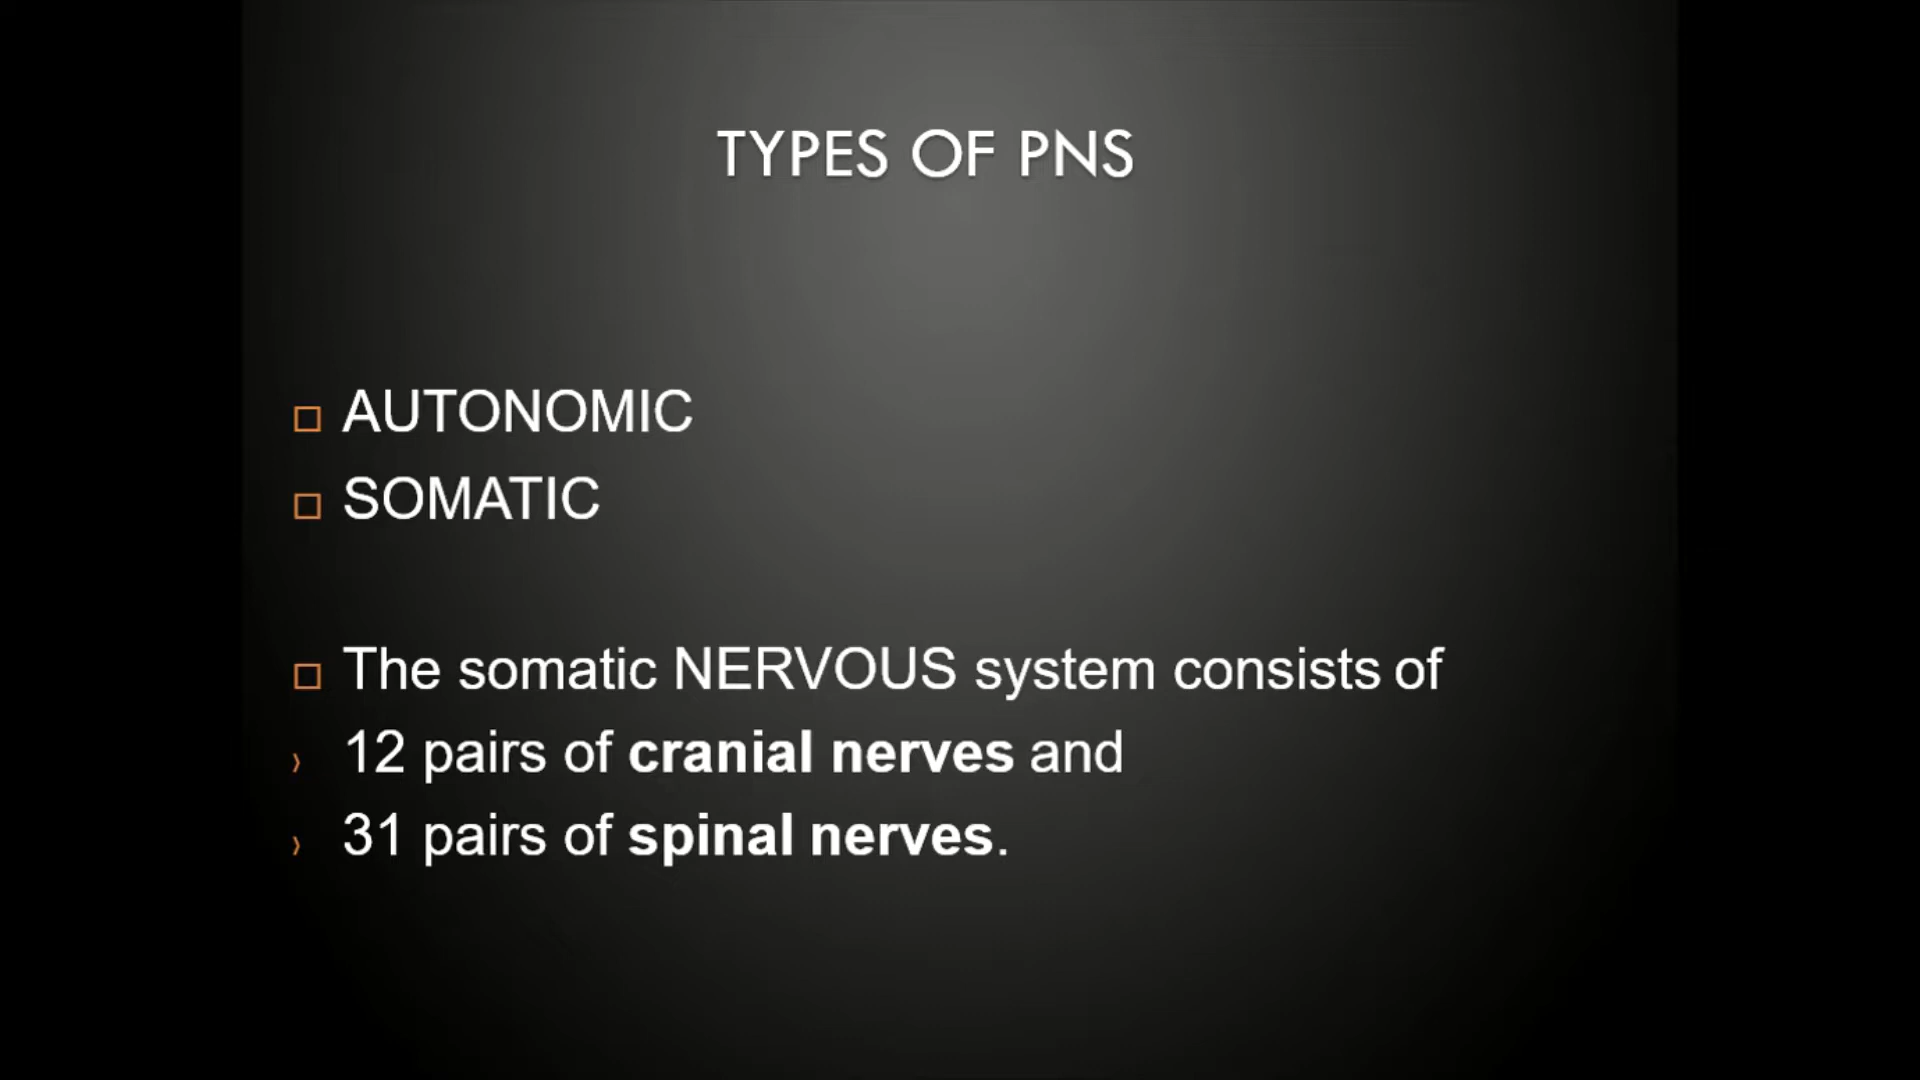 TYPES OF PNS
AUTONOMIC
SOMATIC
The somatic NERVOUS system consists of
12 pairs of cranial nerves and
31 pairs of spinal nerves.